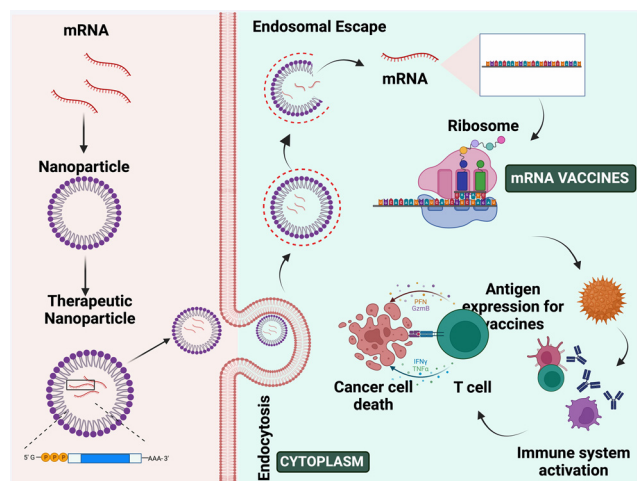 mRNA
Nanoparticle
Therapeutic
Nanoparticle
5' G
P P P
AAA- 3'
Endocytosis
CYTOPLASM
Endosomal Escape
mRNA
Ribosome
mRNA VACCINES
Antigen
expression for
vaccines
PFN
GzmB
IFNγ
TNFα
Cancer cell
death
T cell
Immune system
activation